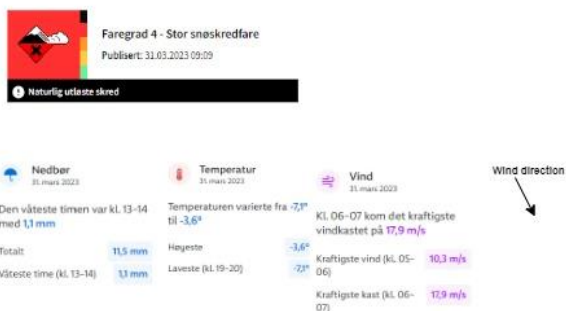 Faregrad 4 - Stor snøskredfare
Publisert: 31.03.2023 09:09
Naturlig utløste skred
Nedbør
31. mars 2023
Den våteste timen var kl. 13-14
med 1,1 mm
Totalt 11,5 mm
Våteste time (kl. 13-14) 1,1 mm
Temperatur
31. mars 2023
Temperaturen varierte fra -7,1°
til -3,6°
Høyeste -3,6°
Laveste (kl. 19-20) -7,1°
Vind
31. mars 2023
Kl. 06-07 kom det kraftigste
vindkastet på 17,9 m/s
Kraftigste vind (kl. 05- 10,3 m/s
06)
Kraftigste kast (kl. 06- 17,9 m/s
07)
Wind direction